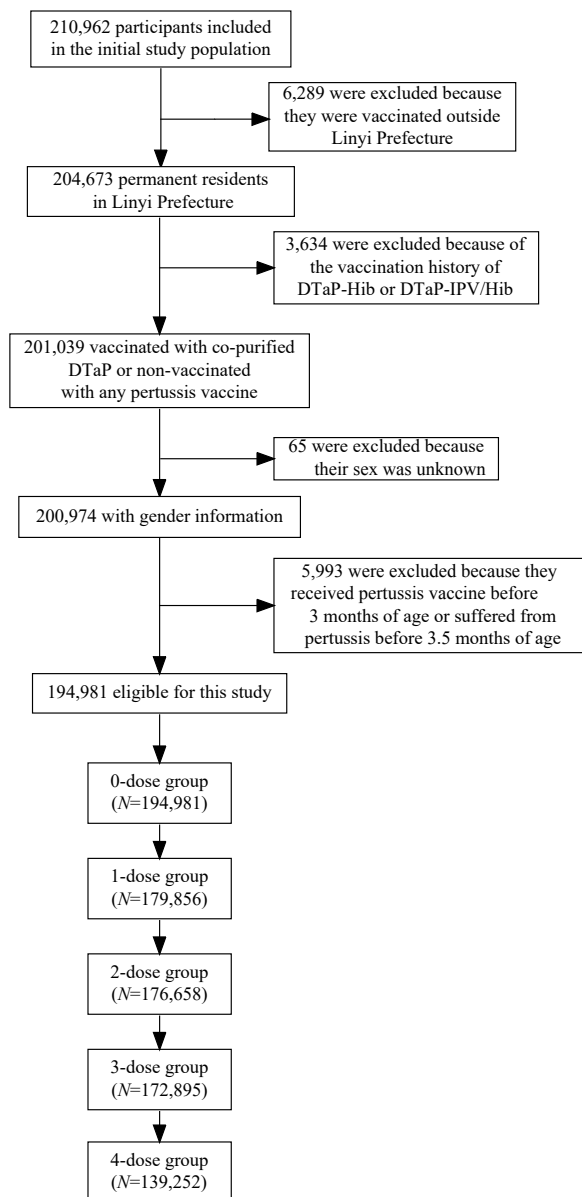 210,962 participants included
in the initial study population
6,289 were excluded because
they were vaccinated outside
Linyi Prefecture
204,673 permanent residents
in Linyi Prefecture
3,634 were excluded because of
the vaccination history of
DTaP-Hib or DTaP-IPV/Hib
201,039 vaccinated with co-purified
DTaP or non-vaccinated
with any pertussis vaccine
65 were excluded because
their sex was unknown
200,974 with gender information
5,993 were excluded because they
received pertussis vaccine before
3 months of age or suffered from
pertussis before 3.5 months of age
194,981 eligible for this study
0-dose group
(N=194,981)
1-dose group
(N=179,856)
2-dose group
(N=176,658)
3-dose group
(N=172,895)
4-dose group
(N=139,252)